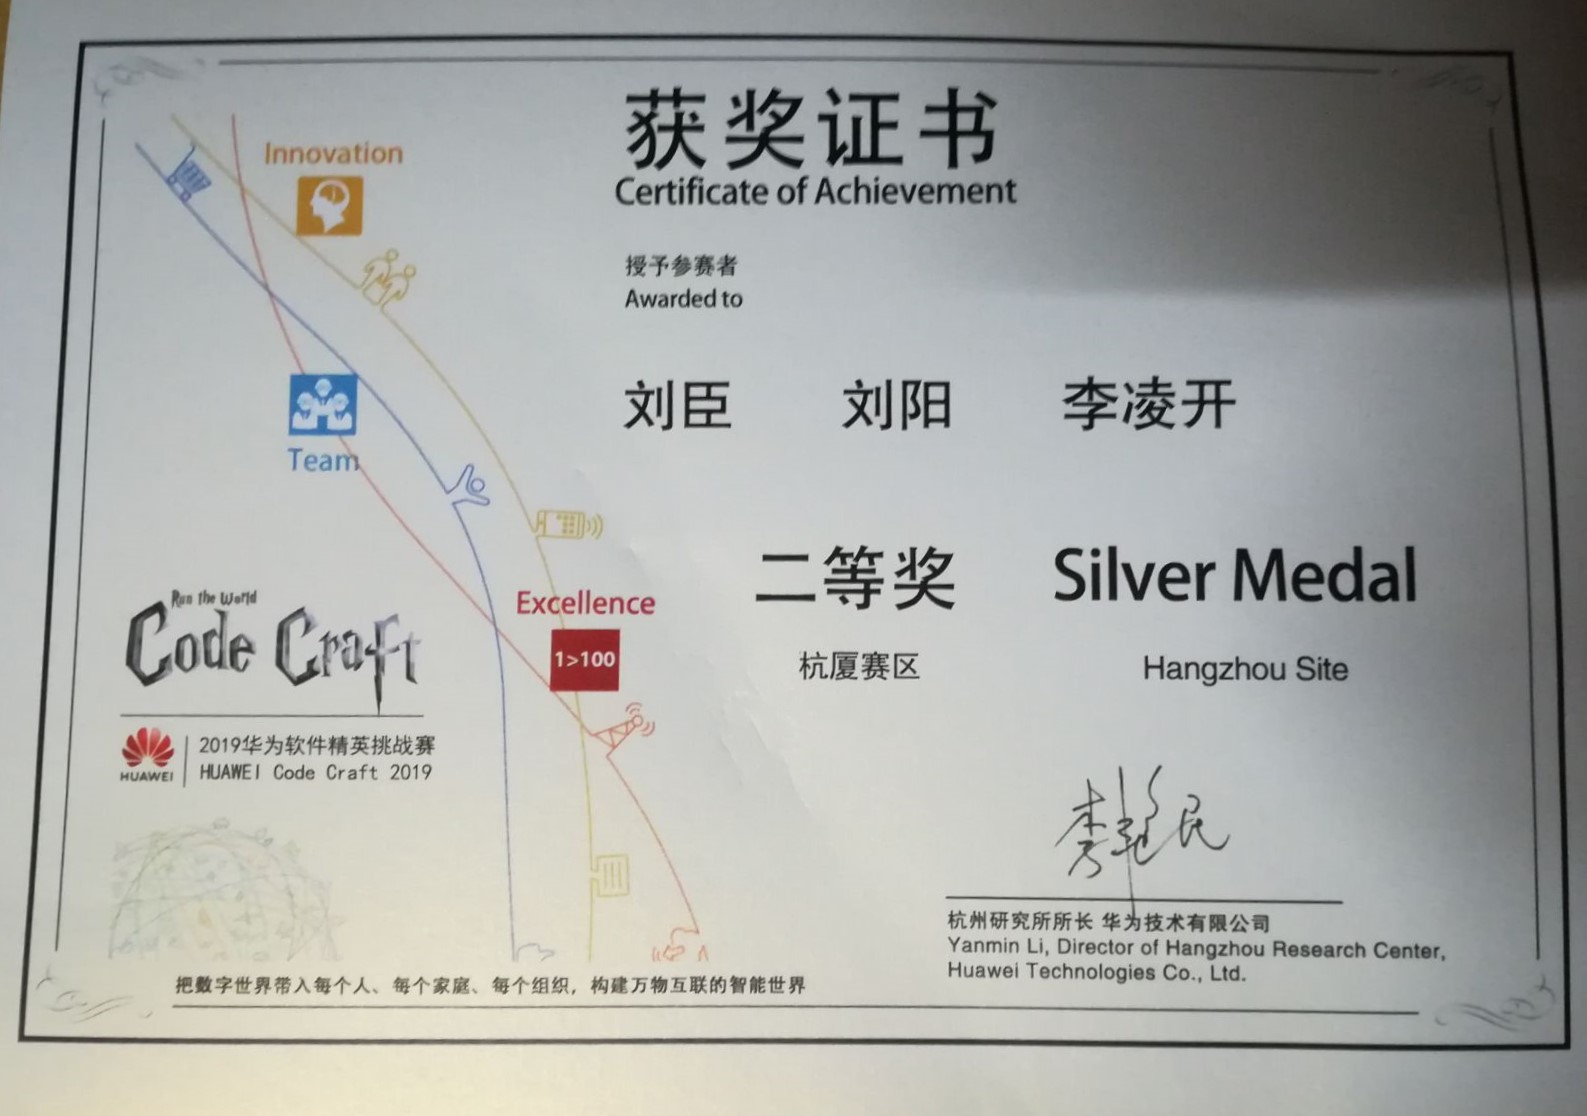 获奖证书
Certificate of Achievement
授予参赛者
Awarded to
刘臣 刘阳 李凌开
二等奖 Silver Medal
杭厦赛区 Hangzhou Site
Innovation
Team
Excellence
1>100
Run the World
Code Craft
HUAWEI
2019华为软件精英挑战赛
HUAWEI Code Craft 2019
杭州研究所所长 华为技术有限公司
Yanmin Li, Director of Hangzhou Research Center,
Huawei Technologies Co., Ltd.
把数字世界带入每个人、每个家庭、每个组织，构建万物互联的智能世界